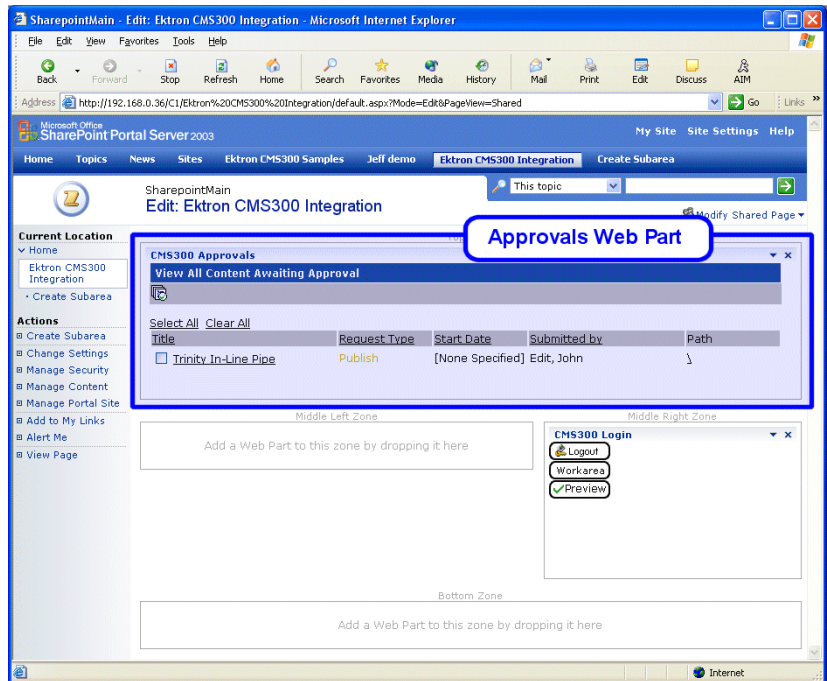 SharepointMain - Edit: Ektron CMS300 Integration - Microsoft Internet Explorer
File Edit View Favorites Tools Help
Back Forward Stop Refresh Home Search Favorites Media History Mail Print Edit Discuss AIM
Address http://192.168.0.36/C1/Ektron%20CMS300%20Integration/default.aspx?Mode=Edit&PageView=Shared Go Links »
Microsoft Office
SharePoint Portal Server 2003
My Site Site Settings Help
Home Topics News Sites Ektron CMS300 Samples Jeff demo Ektron CMS300 Integration Create Subarea
SharepointMain
Edit: Ektron CMS300 Integration
This topic
Modify Shared Page
Approvals Web Part
Current Location
Home
Ektron CMS300
Integration
Create Subarea
Actions
Create Subarea
Change Settings
Manage Security
Manage Content
Manage Portal Site
Add to My Links
Alert Me
View Page
CMS300 Approvals
View All Content Awaiting Approval
Select All Clear All
Title Request Type Start Date Submitted by Path
Trinity In-Line Pipe Publish [None Specified] Edit, John \
Middle Left Zone
Add a Web Part to this zone by dropping it here
Middle Right Zone
CMS300 Login
Logout
Workarea
Preview
Bottom Zone
Add a Web Part to this zone by dropping it here
Internet